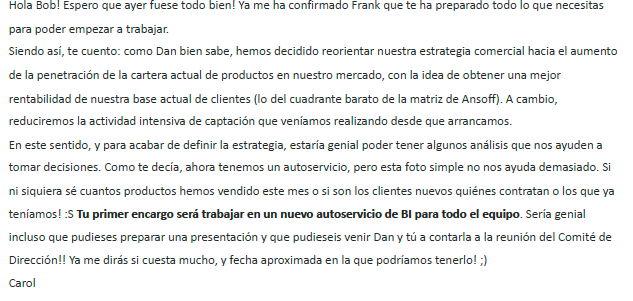 Hola Bob! Espero que ayer fuese todo bien! Ya me ha confirmado Frank que te ha preparado todo lo que necesitas
para poder empezar a trabajar.
Siendo así, te cuento: como Dan bien sabe, hemos decidido reorientar nuestra estrategia comercial hacia el aumento
de la penetración de la cartera actual de productos en nuestro mercado, con la idea de obtener una mejor
rentabilidad de nuestra base actual de clientes (lo del cuadrante barato de la matriz de Ansoff). A cambio,
reduciremos la actividad intensiva de captación que veníamos realizando desde que arrancamos.
En este sentido, y para acabar de definir la estrategia, estaría genial poder tener algunos análisis que nos ayuden a
tomar decisiones. Como te decía, ahora tenemos un autoservicio, pero esta foto simple no nos ayuda demasiado. Si
ni siquiera sé cuantos productos hemos vendido este mes o si son los clientes nuevos quiénes contratan o los que ya
teníamos! :S Tu primer encargo será trabajar en un nuevo autoservicio de BI para todo el equipo. Sería genial
incluso que pudieses preparar una presentación y que pudieseis venir Dan y tú a contarla a la reunión del Comité de
Dirección!! Ya me dirás si cuesta mucho, y fecha aproximada en la que podríamos tenerlo! ;)
Carol